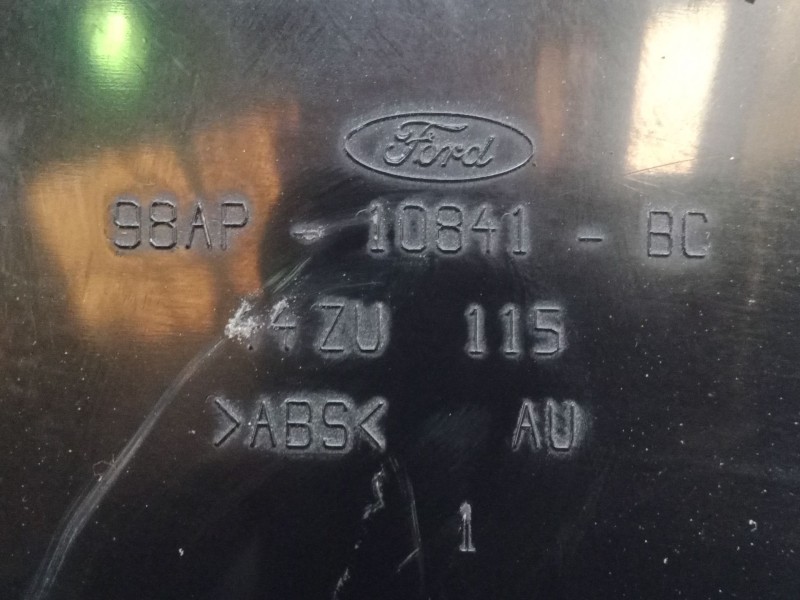 Ford
98AP - 10841 - BC
ZU 115
>ABS< AU
1